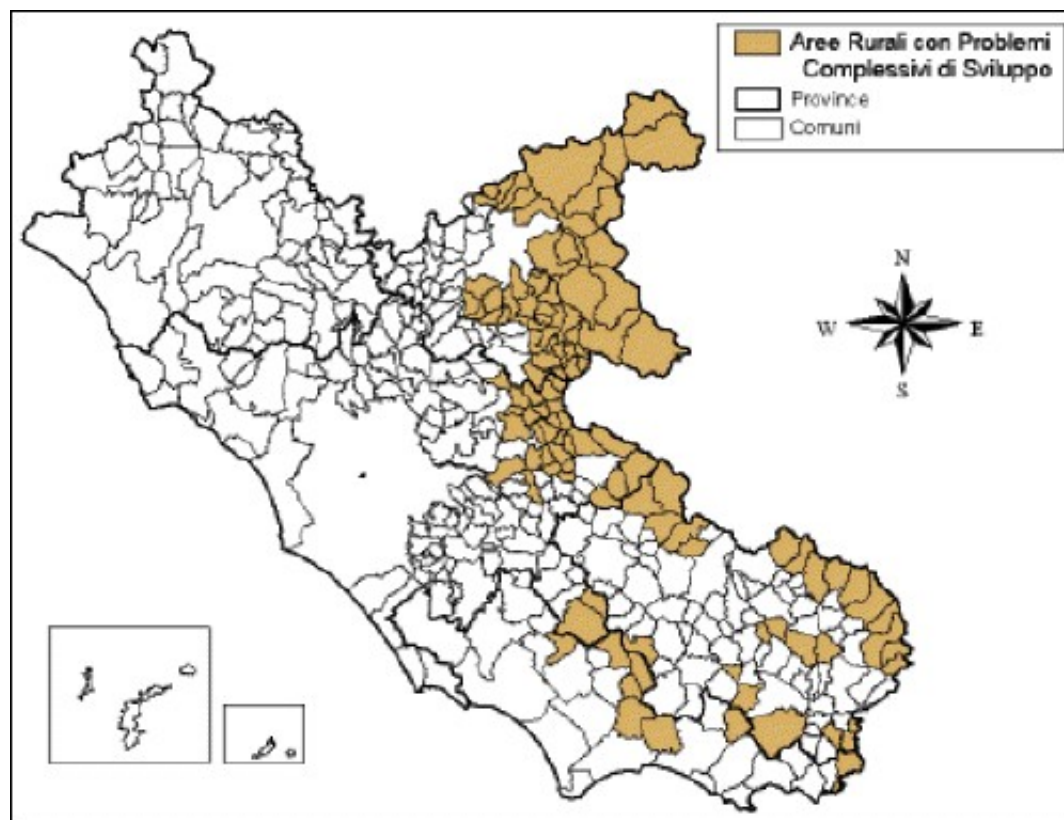 Aree Rurali con Problemi
Complessivi di Sviluppo
Province
Comuni
N
W E
S